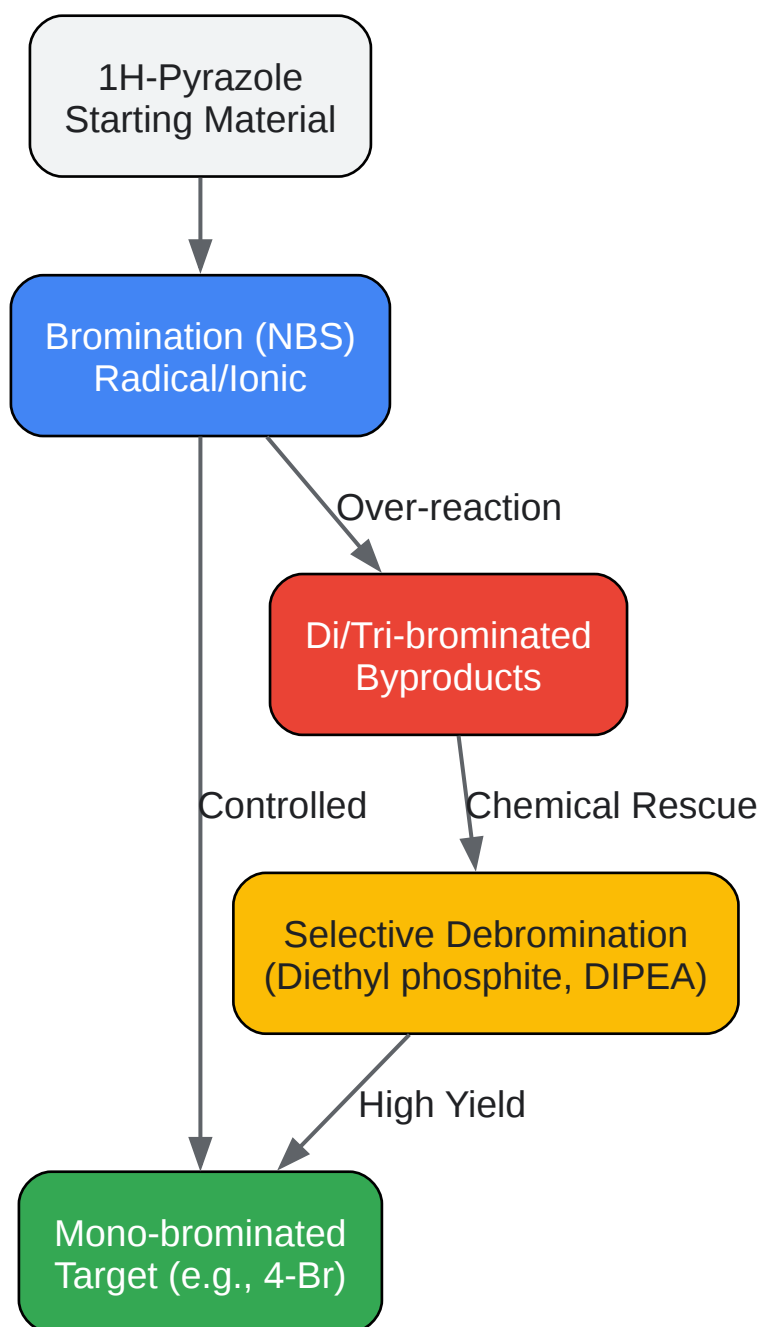 1H-Pyrazole
Starting Material
Bromination (NBS)
Radical/Ionic
Over-reaction
Di/Tri-brominated
Byproducts
Controlled
Chemical Rescue
Selective Debromination
(Diethyl phosphite, DIPEA)
High Yield
Mono-brominated
Target (e.g., 4-Br)